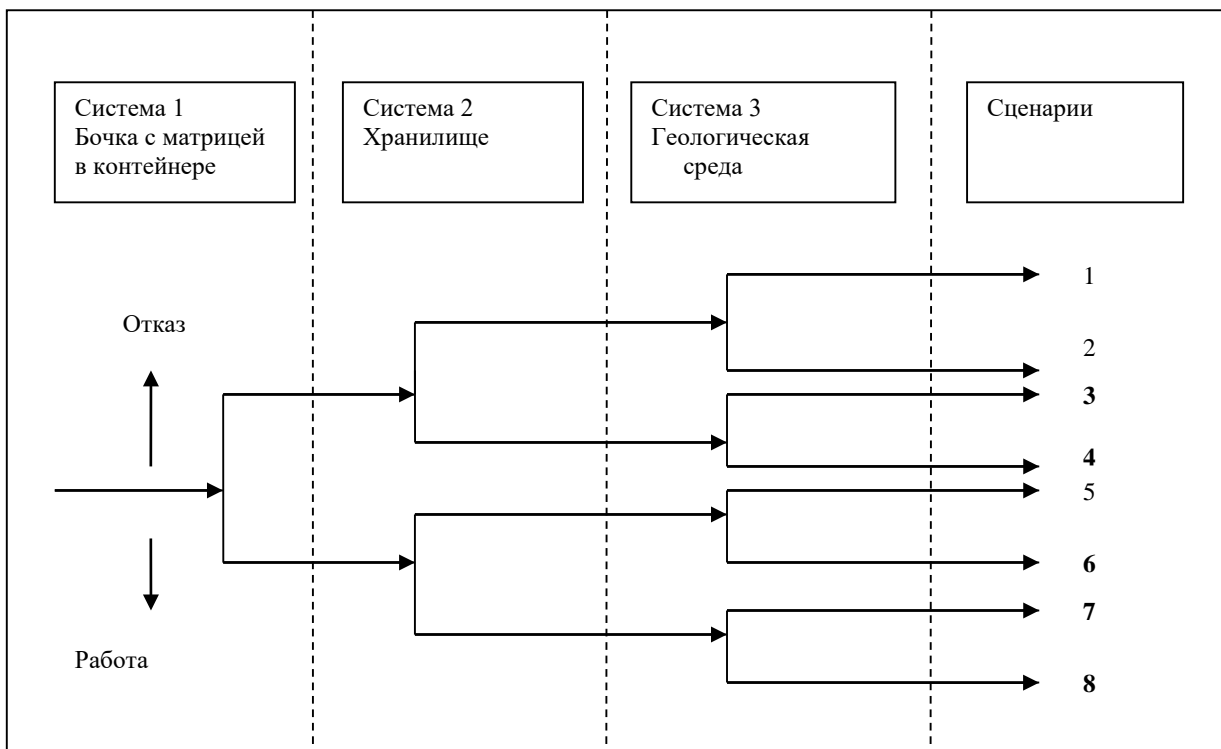 Система 1
Бочка с матрицей
в контейнере
Система 2
Хранилище
Система 3
Геологическая
среда
Сценарии
Отказ
Работа
1
2
3
4
5
6
7
8